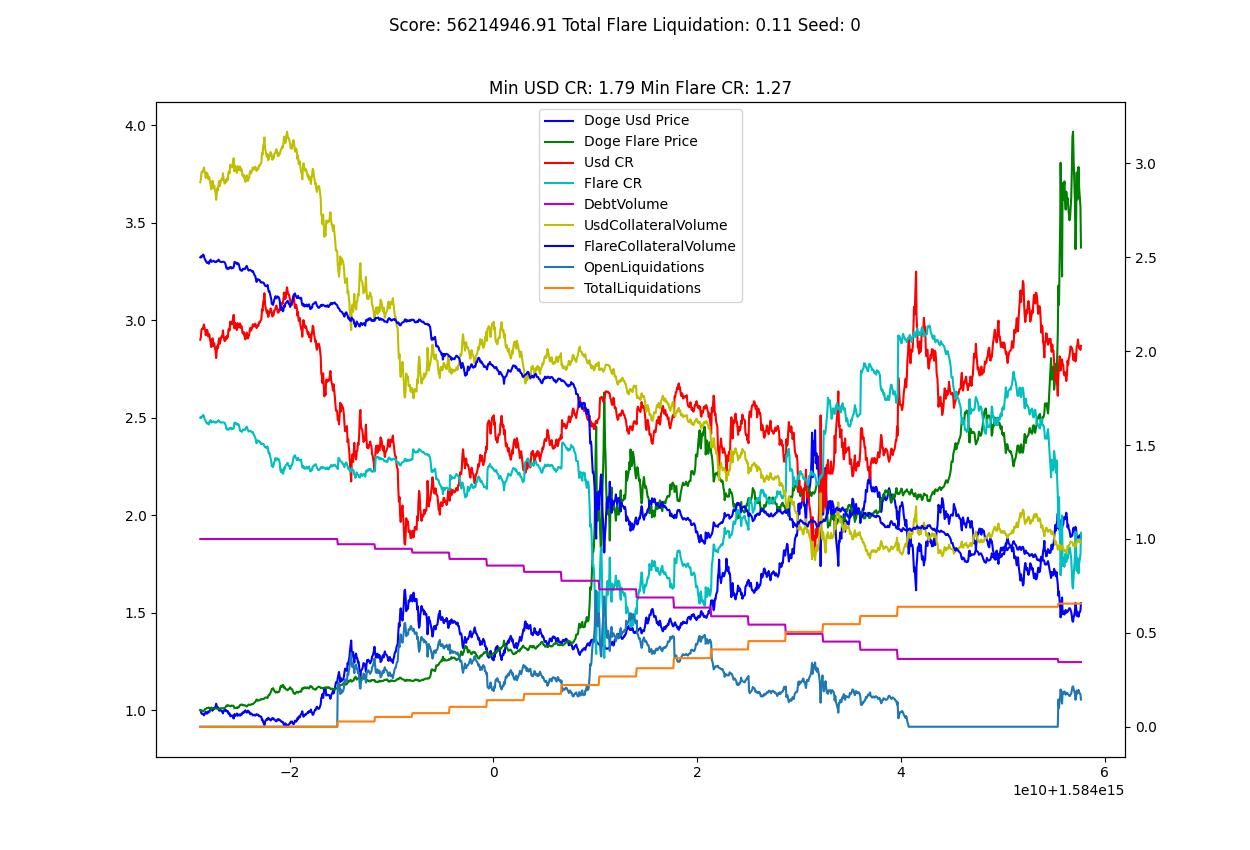 Score: 56214946.91 Total Flare Liquidation: 0.11 Seed: 0
Min USD CR: 1.79 Min Flare CR: 1.27
Doge Usd Price
Doge Flare Price
Usd CR
Flare CR
DebtVolume
UsdCollateralVolume
FlareCollateralVolume
OpenLiquidations
TotalLiquidations
4.0
3.5
3.0
2.5
2.0
1.5
1.0
3.0
2.5
2.0
1.5
1.0
0.5
0.0
−2 0 2 4 6
1e10+1.584e15